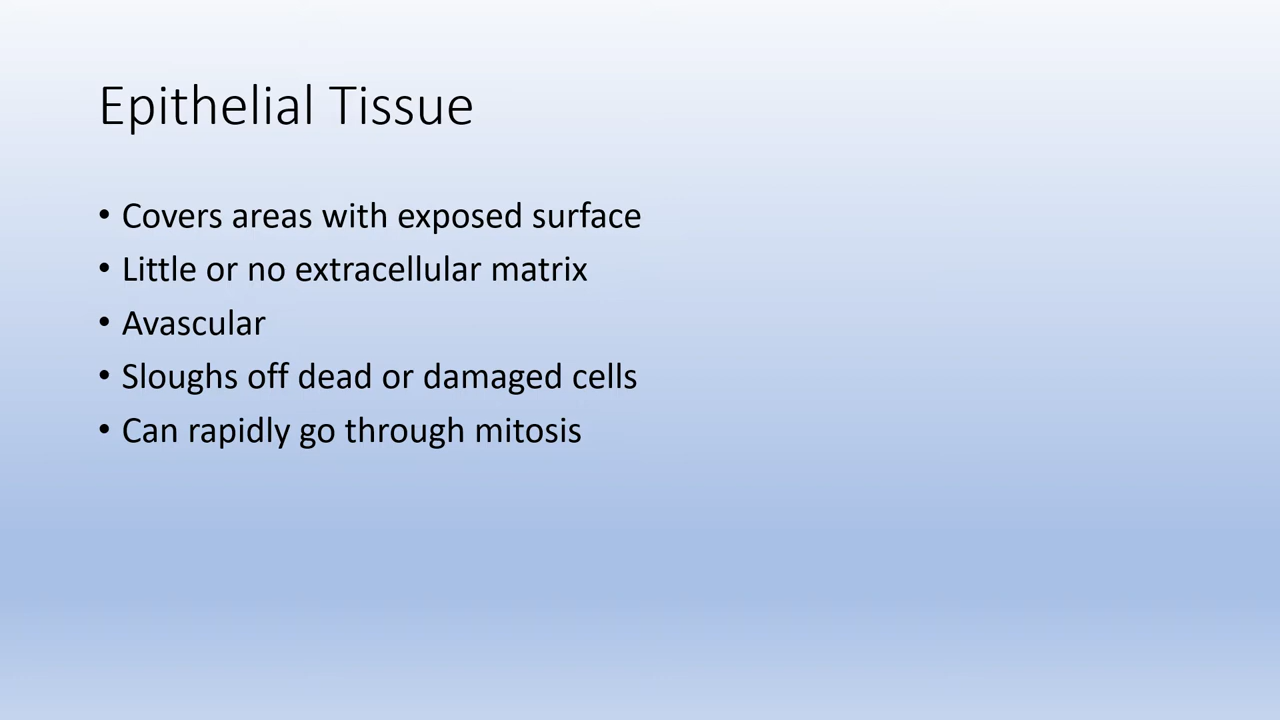 Epithelial Tissue
• Covers areas with exposed surface
• Little or no extracellular matrix
• Avascular
• Sloughs off dead or damaged cells
• Can rapidly go through mitosis